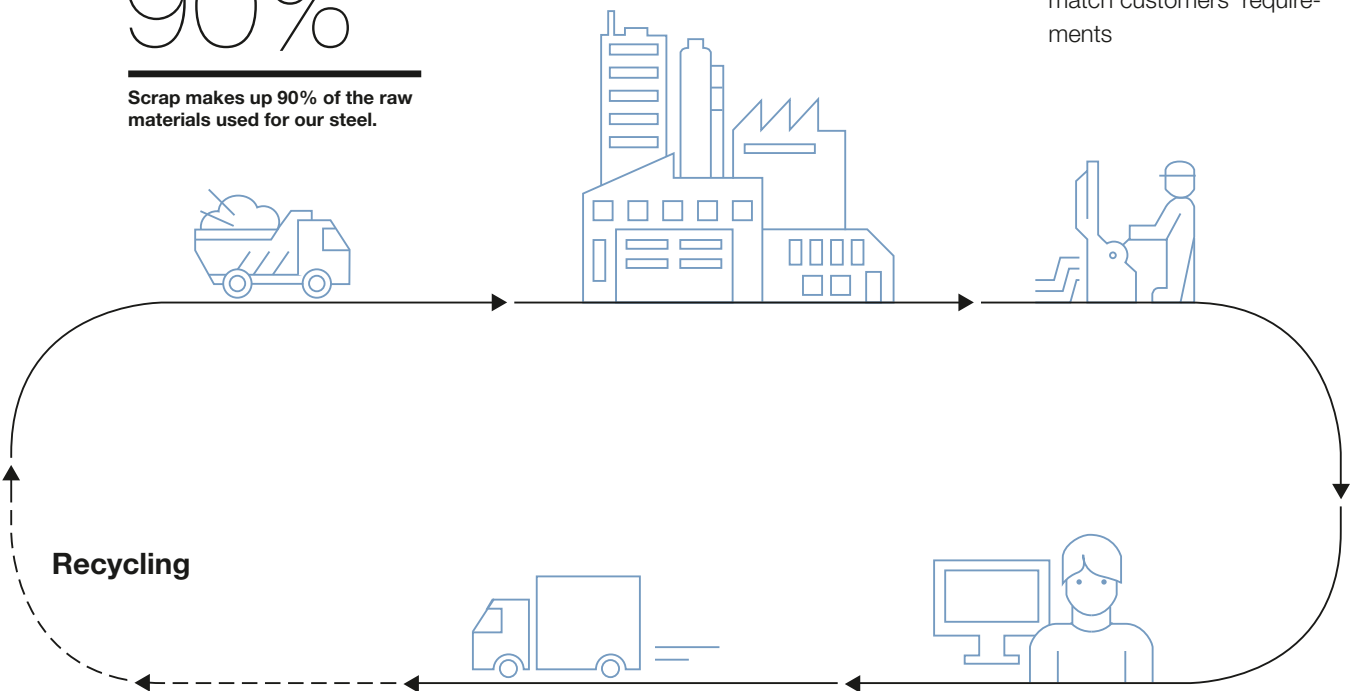 90%
match customers' require-
ments
Scrap makes up 90% of the raw
materials used for our steel.
Recycling